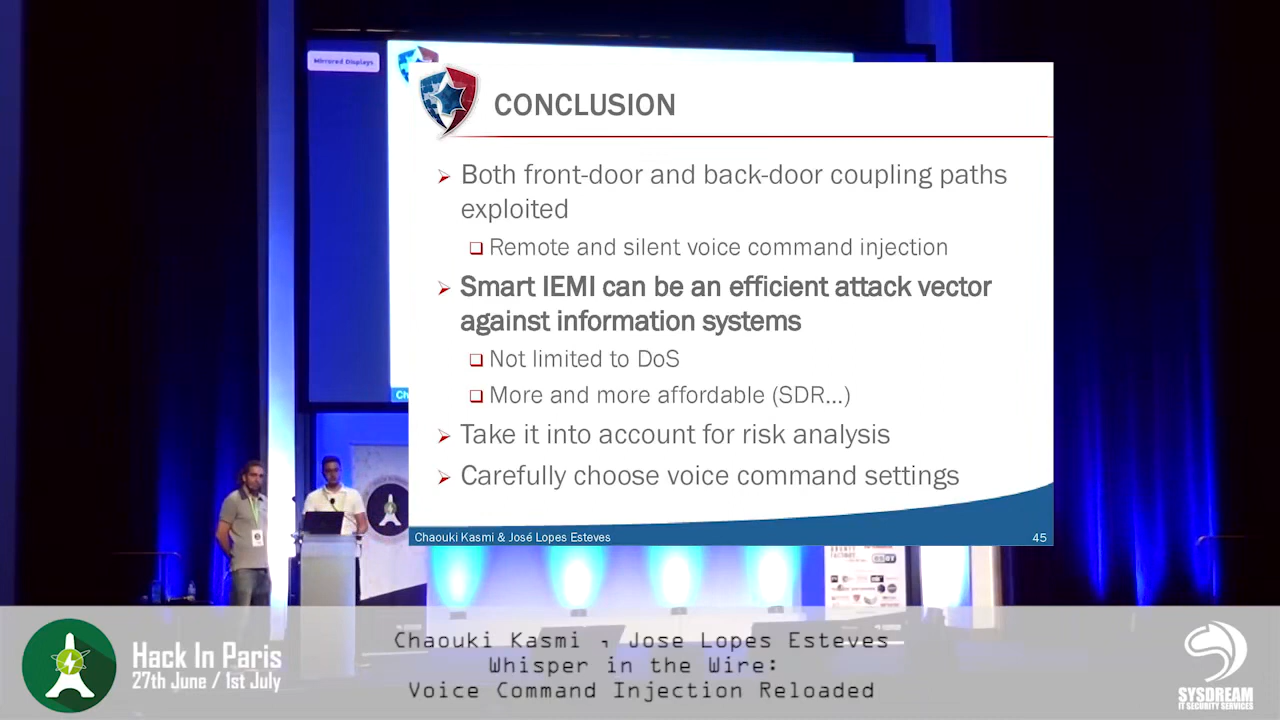 Mirrored Displays
CONCLUSION
Both front-door and back-door coupling paths
exploited
Remote and silent voice command injection
Smart IEMI can be an efficient attack vector
against information systems
Not limited to DoS
More and more affordable (SDR...)
Take it into account for risk analysis
Carefully choose voice command settings
Ch
Chaouki Kasmi & José Lopes Esteves
45
Hack In Paris
27th June / 1st July
Chaouki Kasmi , Jose Lopes Esteves
Whisper in the Wire:
Voice Command Injection Reloaded
SYSDREAM
IT SECURITY SERVICES